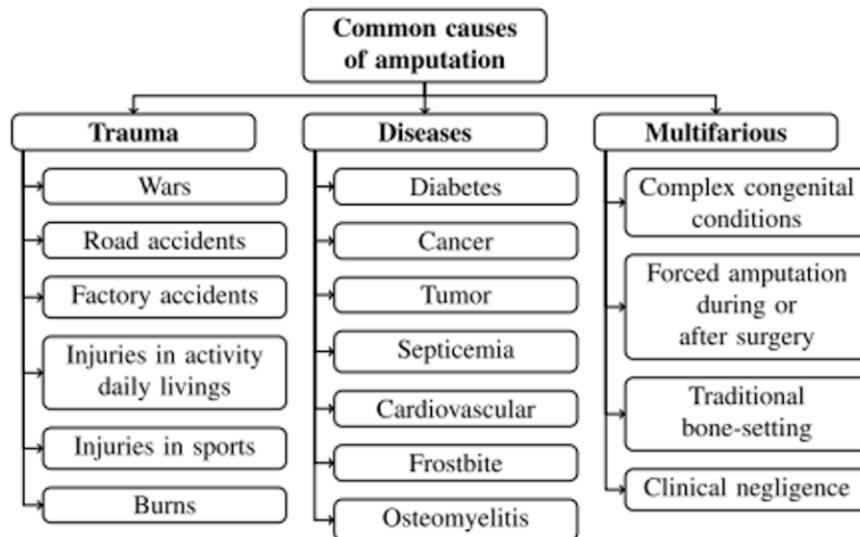 Common causes
of amputation
Trauma
Wars
Road accidents
Factory accidents
Injuries in activity
daily livings
Injuries in sports
Burns
Diseases
Diabetes
Cancer
Tumor
Septicemia
Cardiovascular
Frostbite
Osteomyelitis
Multifarious
Complex congenital
conditions
Forced amputation
during or
after surgery
Traditional
bone-setting
Clinical negligence